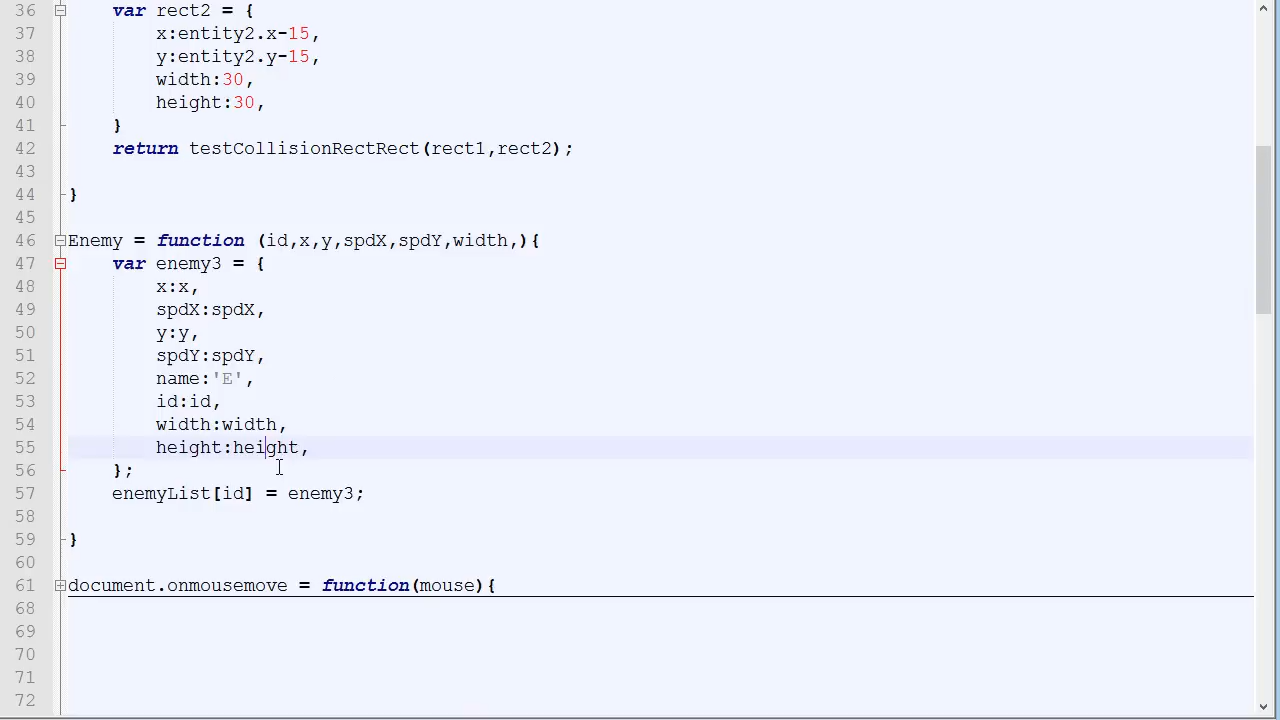 36 var rect2 = {
37 x:entity2.x-15,
38 y:entity2.y-15,
39 width:30,
40 height:30,
41 }
42 return testCollisionRectRect(rect1,rect2);
43
44 }
45
46 Enemy = function (id,x,y,spdX,spdY,width,){
47 var enemy3 = {
48 x:x,
49 spdX:spdX,
50 y:y,
51 spdY:spdY,
52 name:'E',
53 id:id,
54 width:width,
55 height:height,
56 };
57 enemyList[id] = enemy3;
58
59 }
60
61 document.onmousemove = function(mouse){
68
69
70
71
72